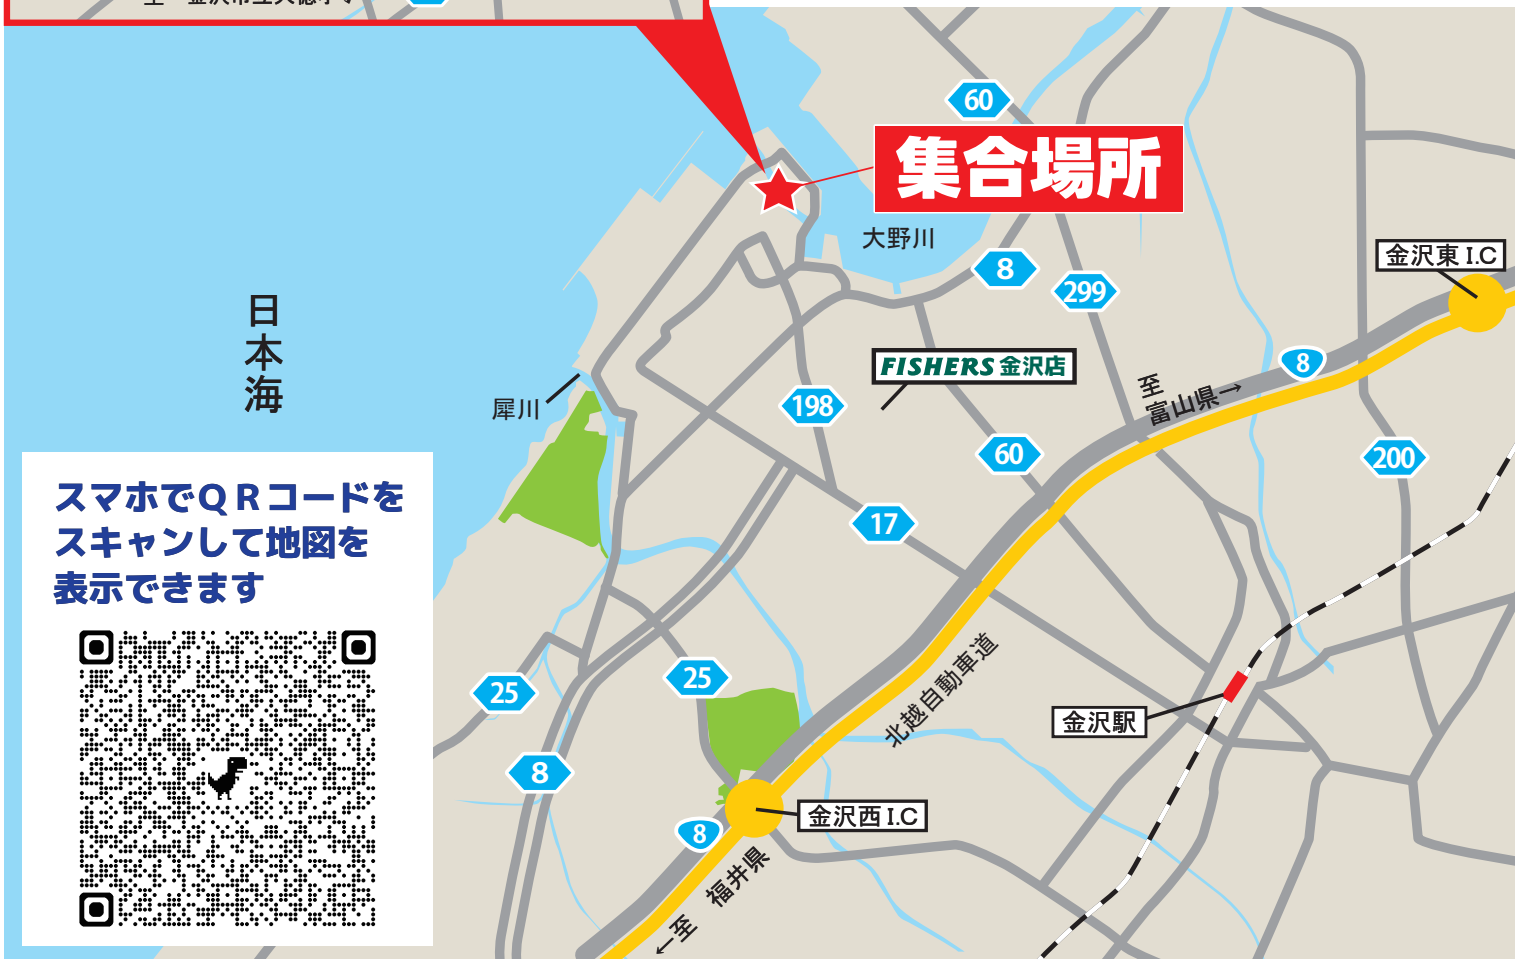 60
集合場所
大野川
8
299
金沢東I.C
日本海
FISHERS 金沢店
8
至
富山県→
犀川
198
60
200
スマホでQRコードを
スキャンして地図を
表示できます
17
北越自動車道
25
25
金沢駅
8
8
金沢西I.C
←至 福井県